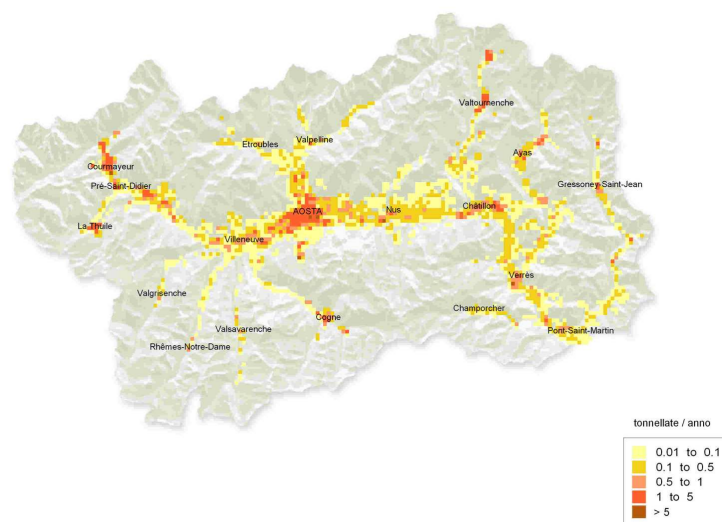 Valtournenche
Etroubles
Valpelline
Ayas
Courmayeur
Pré-Saint-Didier
Gressoney-Saint-Jean
La Thuile
AOSTA
Nus
Châtillon
Villeneuve
Verrès
Valgrisenche
Champorcher
Cogne
Valsavarenche
Pont-Saint-Martin
Rhêmes-Notre-Dame
tonnellate / anno
0.01 to 0.1
0.1 to 0.5
0.5 to 1
1 to 5
> 5